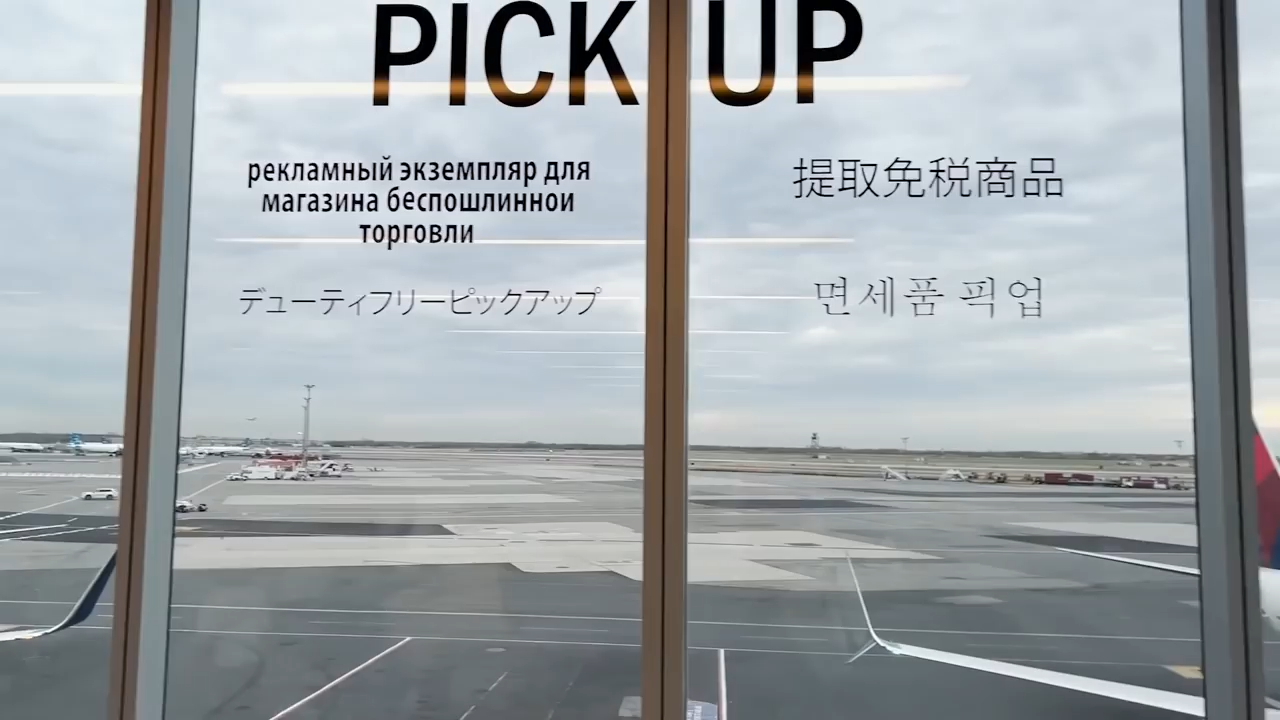 PICK UP
рекламный экземпляр для
магазина беспошлиннои
торговли
提取免税商品
デューティフリーピックアップ
면세품 픽업